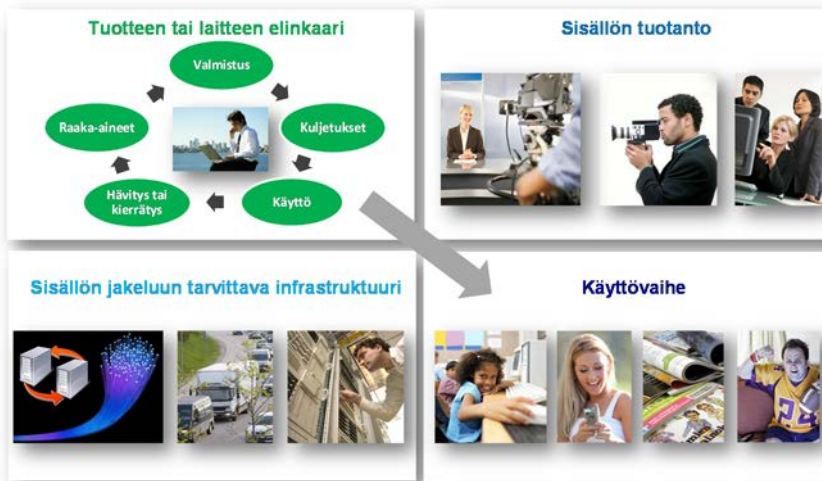 Tuotteen tai laitteen elinkaari
Valmistus
Raaka-aineet
Kuljetukset
Hävitys tai
kierrätys
Käyttö
Sisällön tuotanto
Sisällön jakeluun tarvittava infrastruktuuri
Käyttövaihe
24